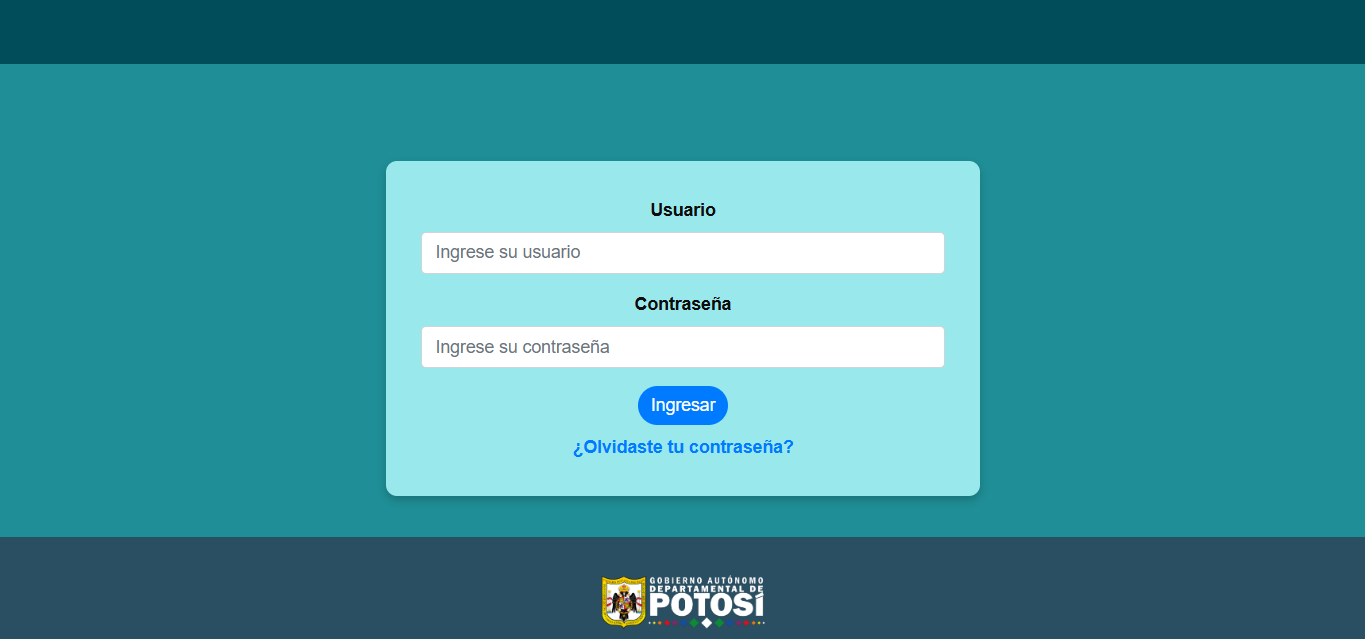 Usuario
Ingrese su usuario
Contraseña
Ingrese su contraseña
Ingresar
¿Olvidaste tu contraseña?
GOBIERNO AUTÓNOMO
DEPARTAMENTAL DE
POTOSÍ